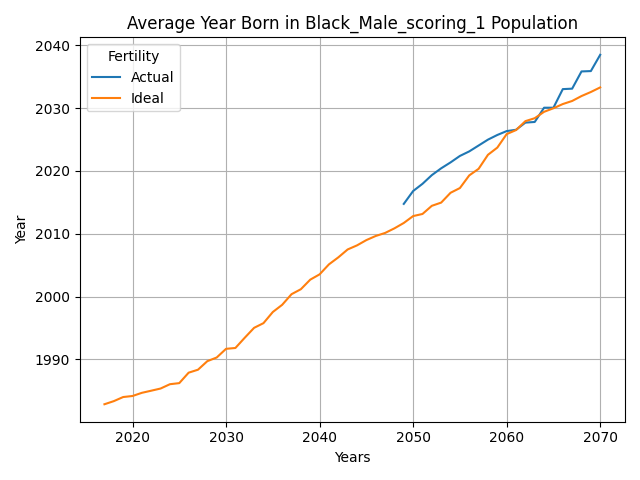 Average Year Born in Black_Male_scoring_1 Population
Fertility
Actual
Ideal
2040
2030
2020
2010
2000
1990
Year
2020 2030 2040 2050 2060 2070
Years